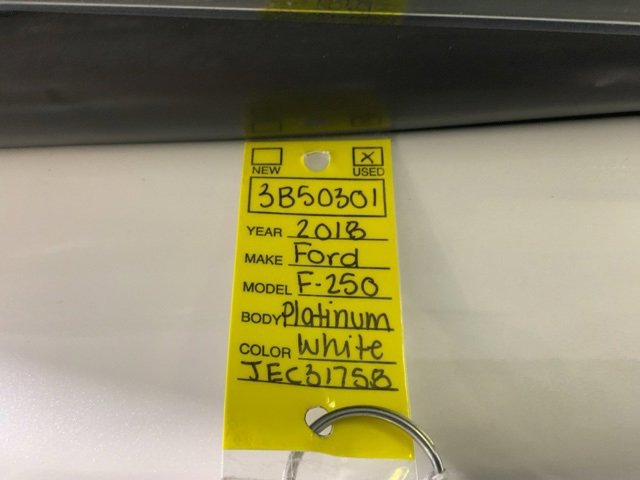 NEW USED
3B50301
YEAR 2018
MAKE Ford
MODEL F-250
BODY Platinum
COLOR White
JEC31758